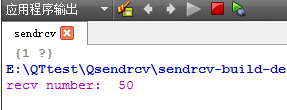 应用程序输出
sendrcv
{1 ?}
E:\QTtest\Qsendrcv\sendrcv-build-de
recv number:  50